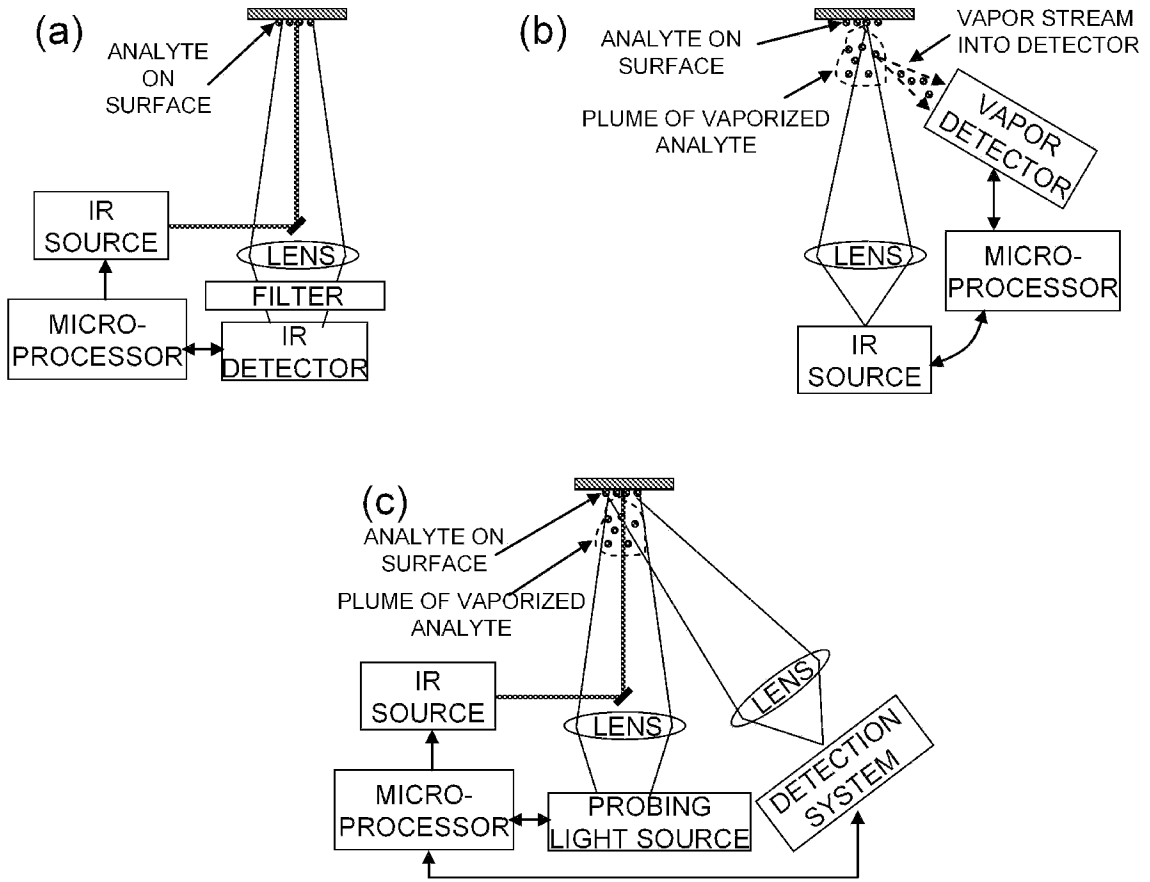 (a)
ANALYTE
ON
SURFACE
IR
SOURCE
LENS
FILTER
MICRO-
PROCESSOR
IR
DETECTOR
(b)
ANALYTE ON
SURFACE
VAPOR STREAM
INTO DETECTOR
PLUME OF VAPORIZED
ANALYTE
VAPOR
DETECTOR
LENS
MICRO-
PROCESSOR
IR
SOURCE
(c)
ANALYTE ON
SURFACE
PLUME OF VAPORIZED
ANALYTE
IR
SOURCE
LENS
LENS
DETECTION
SYSTEM
MICRO-
PROCESSOR
PROBING
LIGHT SOURCE